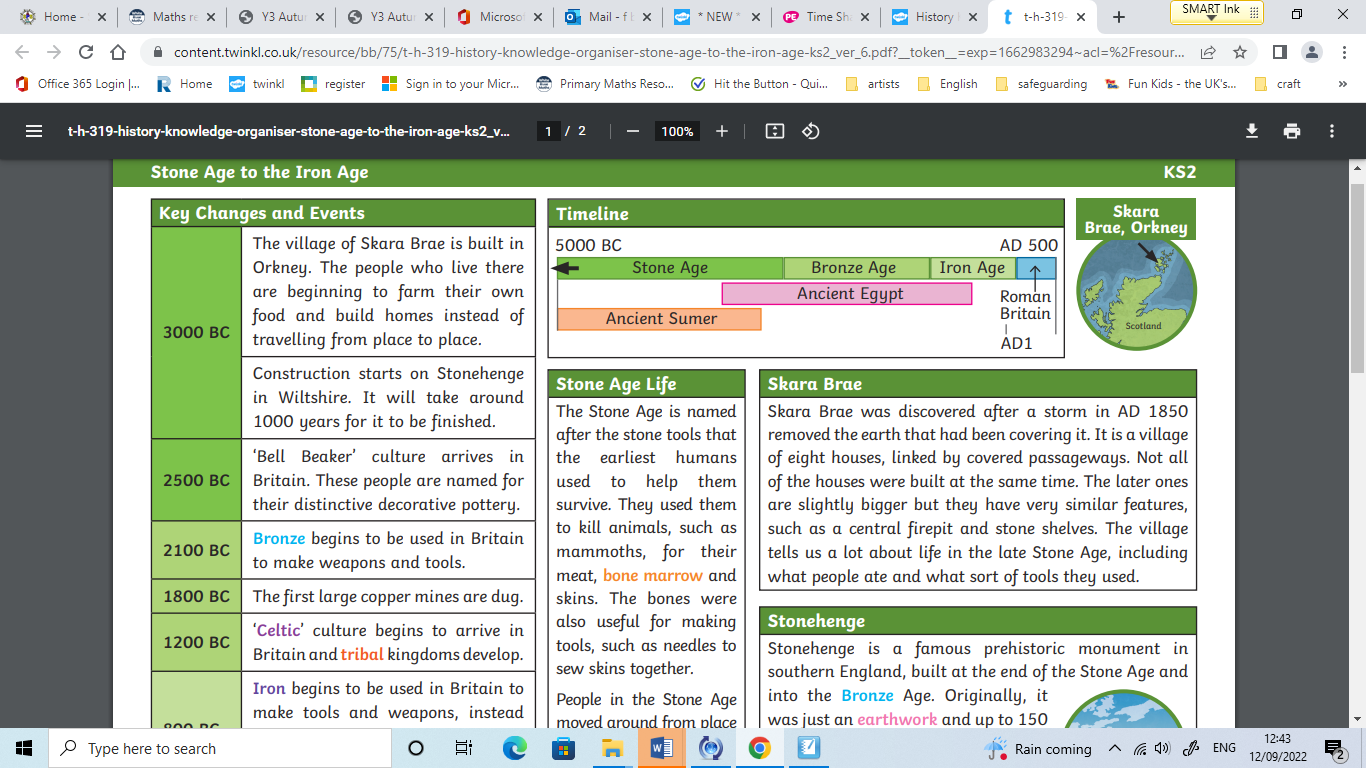 Home -
Maths re
Y3 Autu
Y3 Autu
Microso
Mail - f b
* NEW *
Time Sh
History
t-h-319-
SMART Ink
content.twinkl.co.uk/resource/bb/75/t-h-319-history-knowledge-organiser-stone-age-to-the-iron-age-ks2_ver_6.pdf?__token__=exp=1662983294~acl=%2Fresour...
Office 365 Login |...
Home
twinkl
register
Sign in to your Micr...
Primary Maths Reso...
Hit the Button - Qui...
artists
English
safeguarding
Fun Kids - the UK's...
craft
t-h-319-history-knowledge-organiser-stone-age-to-the-iron-age-ks2_v...
1 / 2
100%
Stone Age to the Iron Age
KS2
Key Changes and Events
3000 BC
The village of Skara Brae is built in
Orkney. The people who live there
are beginning to farm their own
food and build homes instead of
travelling from place to place.
Construction starts on Stonehenge
in Wiltshire. It will take around
1000 years for it to be finished.
2500 BC
‘Bell Beaker’ culture arrives in
Britain. These people are named for
their distinctive decorative pottery.
2100 BC
Bronze begins to be used in Britain
to make weapons and tools.
1800 BC
The first large copper mines are dug.
1200 BC
‘Celtic’ culture begins to arrive in
Britain and tribal kingdoms develop.
800 BC
Iron begins to be used in Britain to
make tools and weapons, instead
Timeline
5000 BC
AD 500
Stone Age
Bronze Age
Iron Age
Ancient Egypt
Ancient Sumer
Roman
Britain
AD1
Skara
Brae, Orkney
Scotland
Stone Age Life
The Stone Age is named
after the stone tools that
the earliest humans
used to help them
survive. They used them
to kill animals, such as
mammoths, for their
meat, bone marrow and
skins. The bones were
also useful for making
tools, such as needles to
sew skins together.
People in the Stone Age
moved around from place
Skara Brae
Skara Brae was discovered after a storm in AD 1850
removed the earth that had been covering it. It is a village
of eight houses, linked by covered passageways. Not all
of the houses were built at the same time. The later ones
are slightly bigger but they have very similar features,
such as a central firepit and stone shelves. The village
tells us a lot about life in the late Stone Age, including
what people ate and what sort of tools they used.
Stonehenge
Stonehenge is a famous prehistoric monument in
southern England, built at the end of the Stone Age and
into the Bronze Age. Originally, it
was just an earthwork and up to 150
Type here to search
Rain coming
ENG
12:43
12/09/2022
2